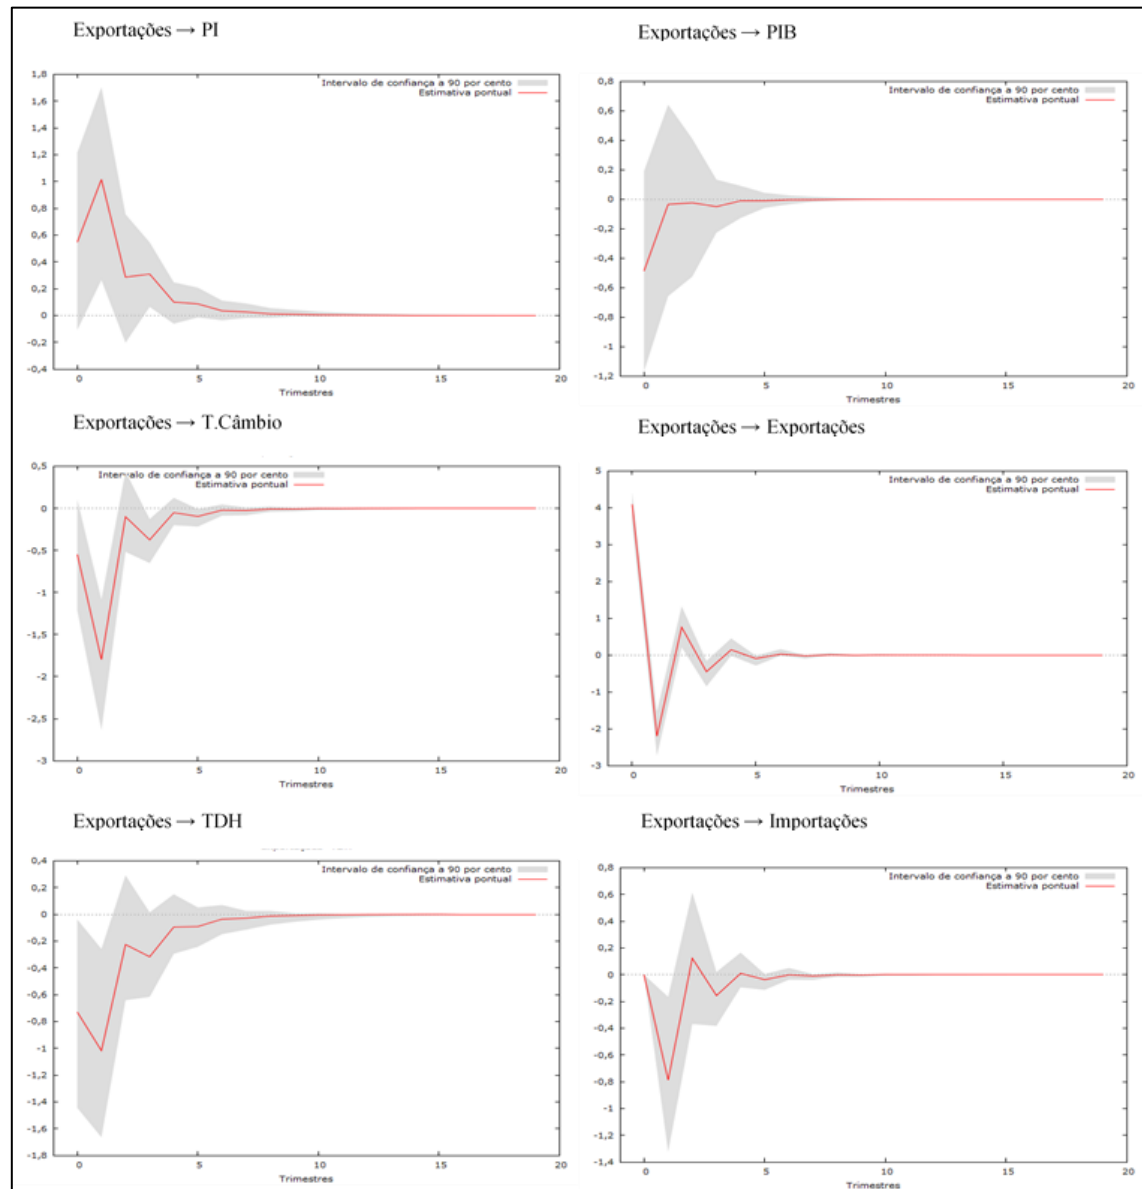 Exportações → PI
Exportações → PIB
1,8
1,6
1,4
1,2
1
0,8
0,6
0,4
0,2
0
-0,2
-0,4
Intervalo de confiança a 90 por cento
Estimativa pontual
0 5 10 15 20
Trimestres
0,8
0,6
0,4
0,2
0
-0,2
-0,4
-0,6
-0,8
-1
-1,2
Intervalo de confiança a 90 por cento
Estimativa pontual
0 5 10 15 20
Trimestres
Exportações → T.Câmbio
Exportações → Exportações
0,5
0
-0,5
-1
-1,5
-2
-2,5
-3
Intervalo de confiança a 90 por cento
Estimativa pontual
0 5 10 15 20
Trimestres
5
4
3
2
1
0
-1
-2
-3
Intervalo de confiança a 90 por cento
Estimativa pontual
0 5 10 15 20
Trimestres
Exportações → TDH
Exportações → Importações
0,4
0,2
0
-0,2
-0,4
-0,6
-0,8
-1
-1,2
-1,4
-1,6
-1,8
Intervalo de confiança a 90 por cento
Estimativa pontual
0 5 10 15 20
Trimestres
0,8
0,6
0,4
0,2
0
-0,2
-0,4
-0,6
-0,8
-1
-1,2
-1,4
Intervalo de confiança a 90 por cento
Estimativa pontual
0 5 10 15 20
Trimestres